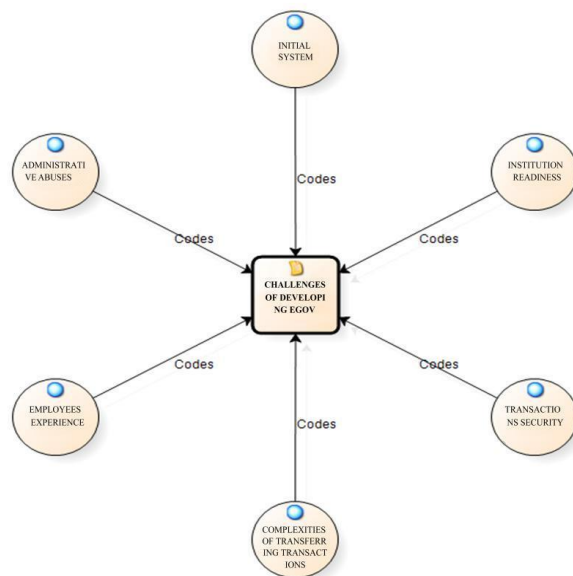 INITIAL
SYSTEM
ADMINISTRATI
VE ABUSES
INSTITUTION
READINESS
Codes
Codes
Codes
CHALLENGES
OF DEVELOPI
NG EGOV
Codes
Codes
Codes
EMPLOYEES
EXPERIENCE
TRANSACTIO
NS SECURITY
COMPLEXITIES
OF TRANSFERR
ING TRANSACT
IONS